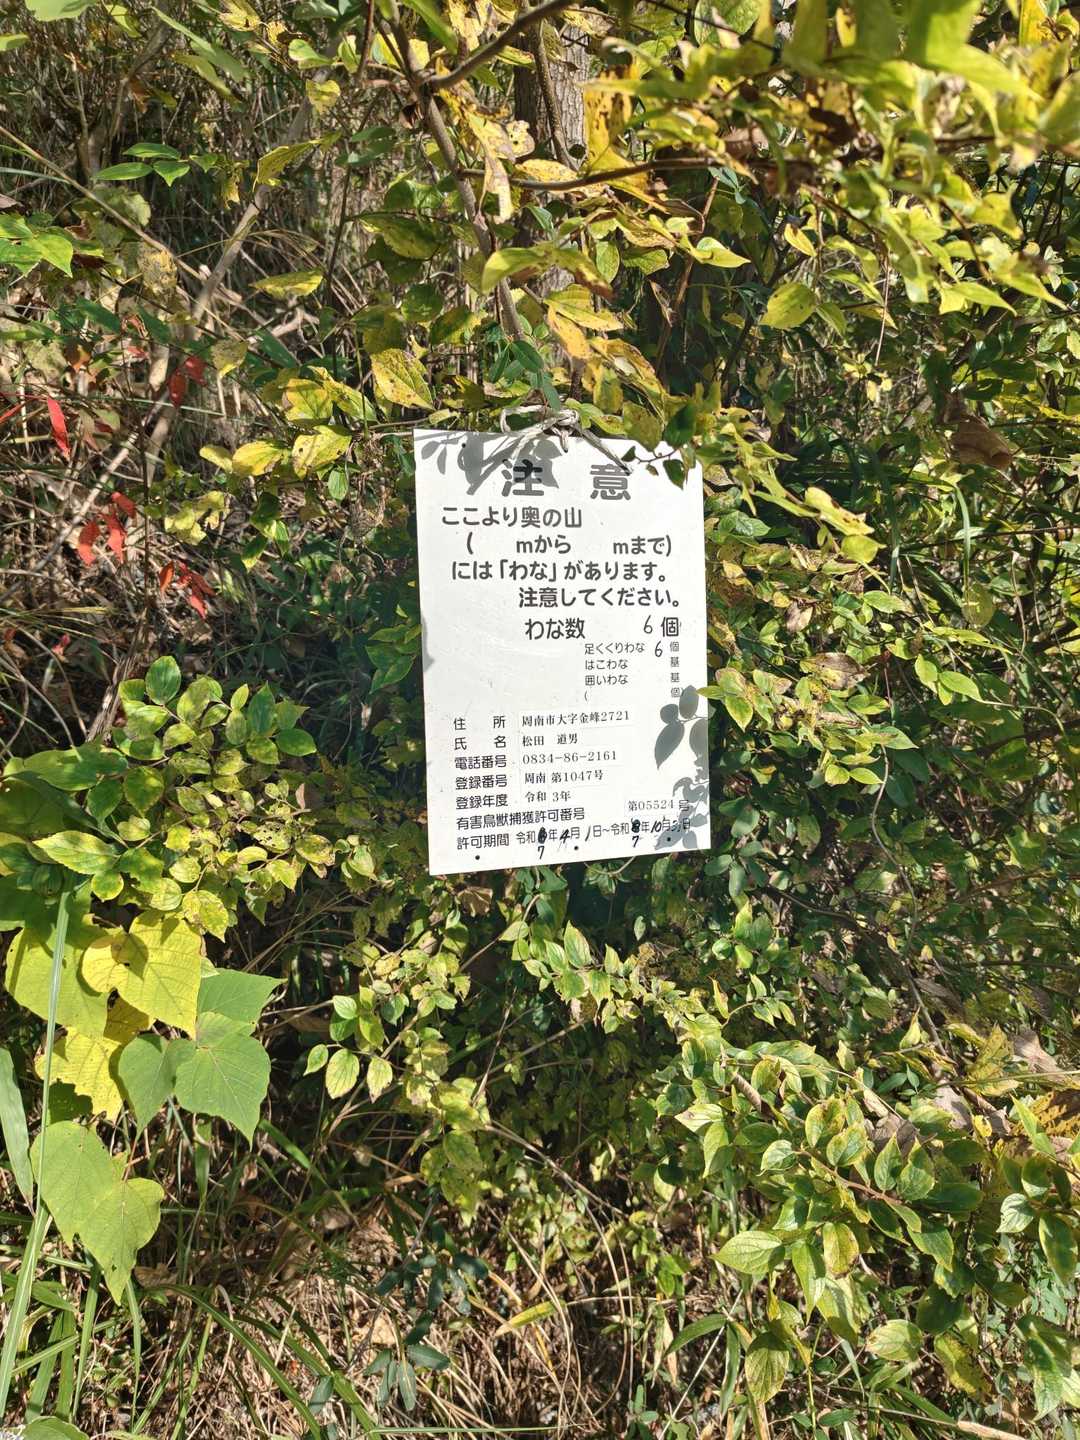 注意
ここより奥の山
(　　mから　　mまで)
には「わな」があります。
注意してください。
わな数　6個
足くくりわな 6 個
はこわな　基
囲いわな　基
(　　個)
住所 周南市大字金峰2721
氏名 松田 道男
電話番号 0834-86-2161
登録番号 周南 第1047号
登録年度 令和 3年
有害鳥獣捕獲許可番号 第05524号
許可期間 令和 年 4月 1日～令和 年 10月 31日
7 7